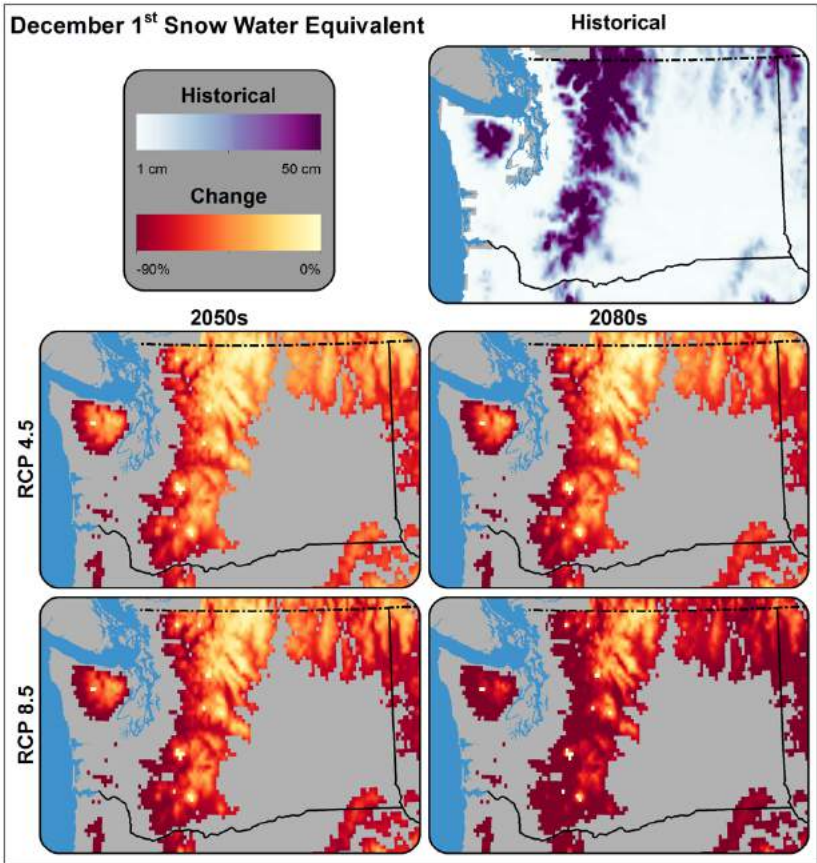 December 1st Snow Water Equivalent
Historical
Historical
1 cm 50 cm
Change
-90% 0%
2050s 2080s
RCP 4.5
RCP 8.5